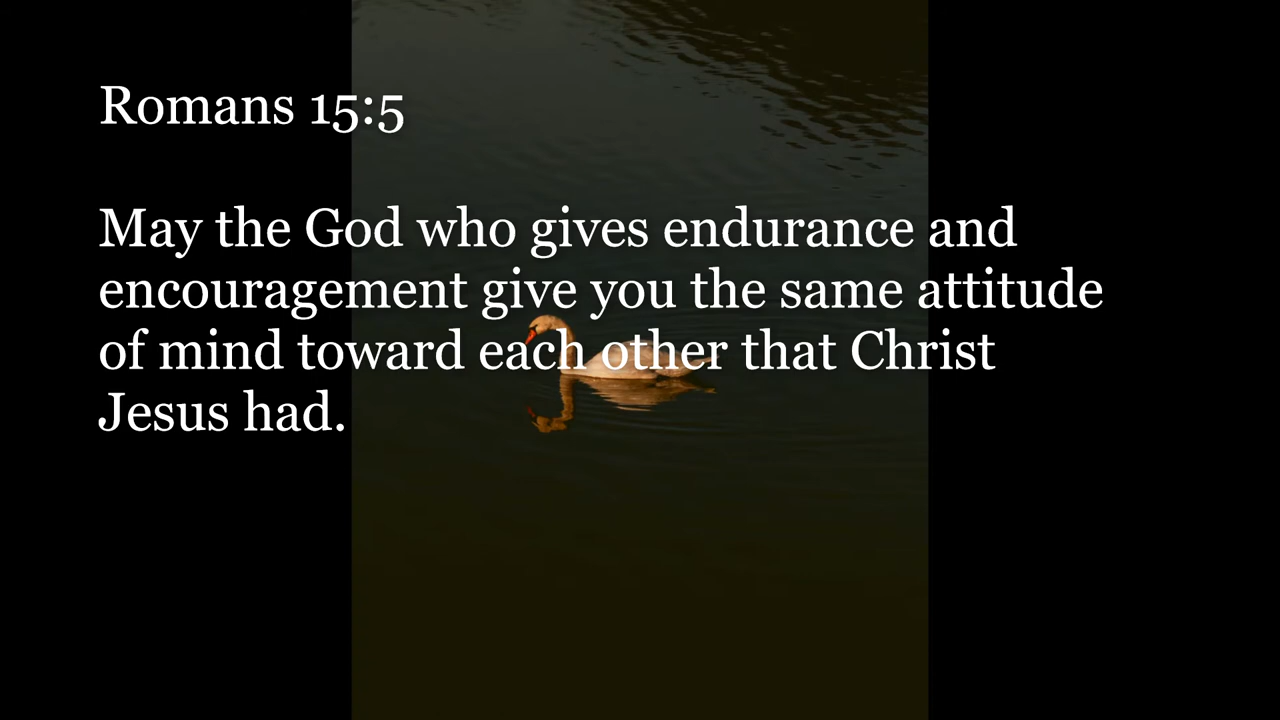 Romans 15:5
May the God who gives endurance and
encouragement give you the same attitude
of mind toward each other that Christ
Jesus had.